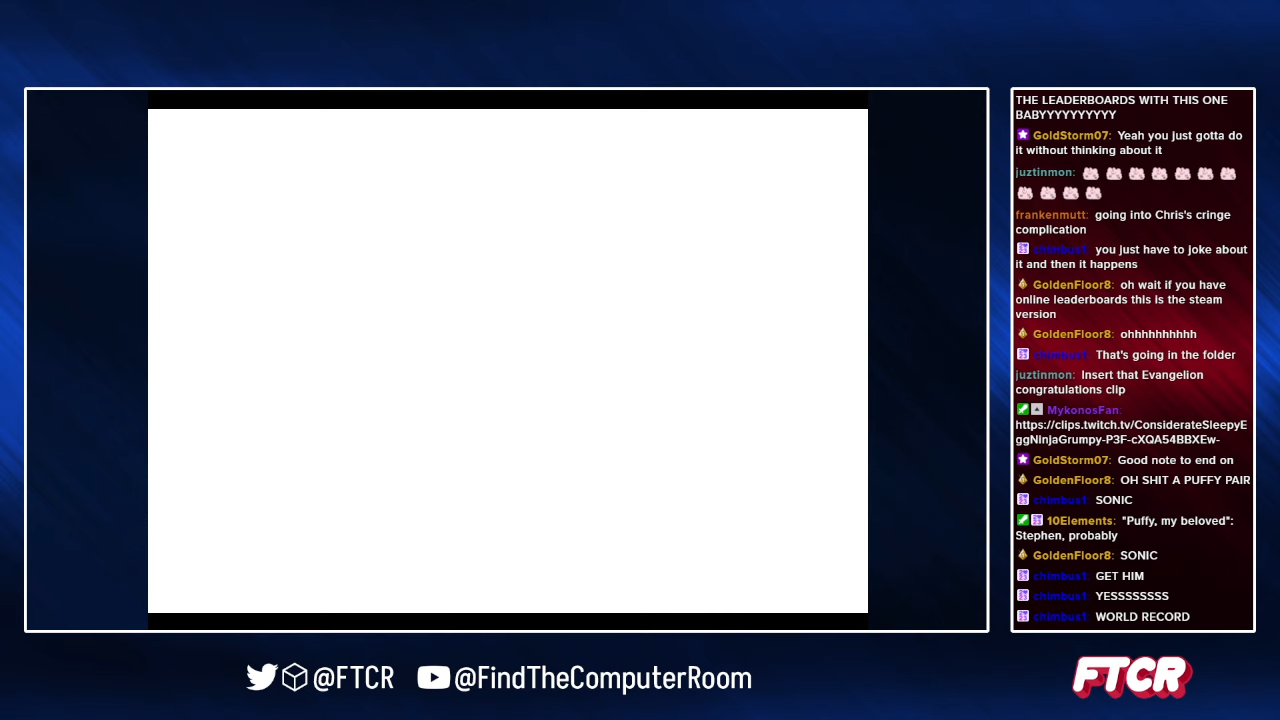 THE LEADERBOARDS WITH THIS ONE
BABYYYYYYYYYY
GoldStorm07: Yeah you just gotta do
it without thinking about it
juztinmon:
frankenmutt: going into Chris's cringe
complication
chimbus1: you just have to joke about
it and then it happens
GoldenFloor8: oh wait if you have
online leaderboards this is the steam
version
GoldenFloor8: ohhhhhhhhhh
chimbus1: That's going in the folder
juztinmon: Insert that Evangelion
congratulations clip
MykonosFan:
https://clips.twitch.tv/ConsiderateSleepyE
ggNinjaGrumpy-P3F-cXQA54BBXEw-
GoldStorm07: Good note to end on
GoldenFloor8: OH SHIT A PUFFY PAIR
chimbus1: SONIC
10Elements: "Puffy, my beloved":
Stephen, probably
GoldenFloor8: SONIC
chimbus1: GET HIM
chimbus1: YESSSSSSSS
chimbus1: WORLD RECORD
@FTCR @FindTheComputerRoom
FTCR